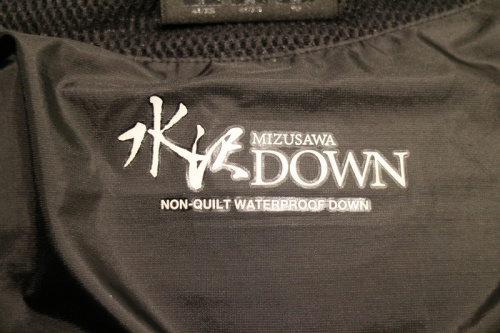 水沢 MIZUSAWA
DOWN
NON-QUILT WATERPROOF DOWN